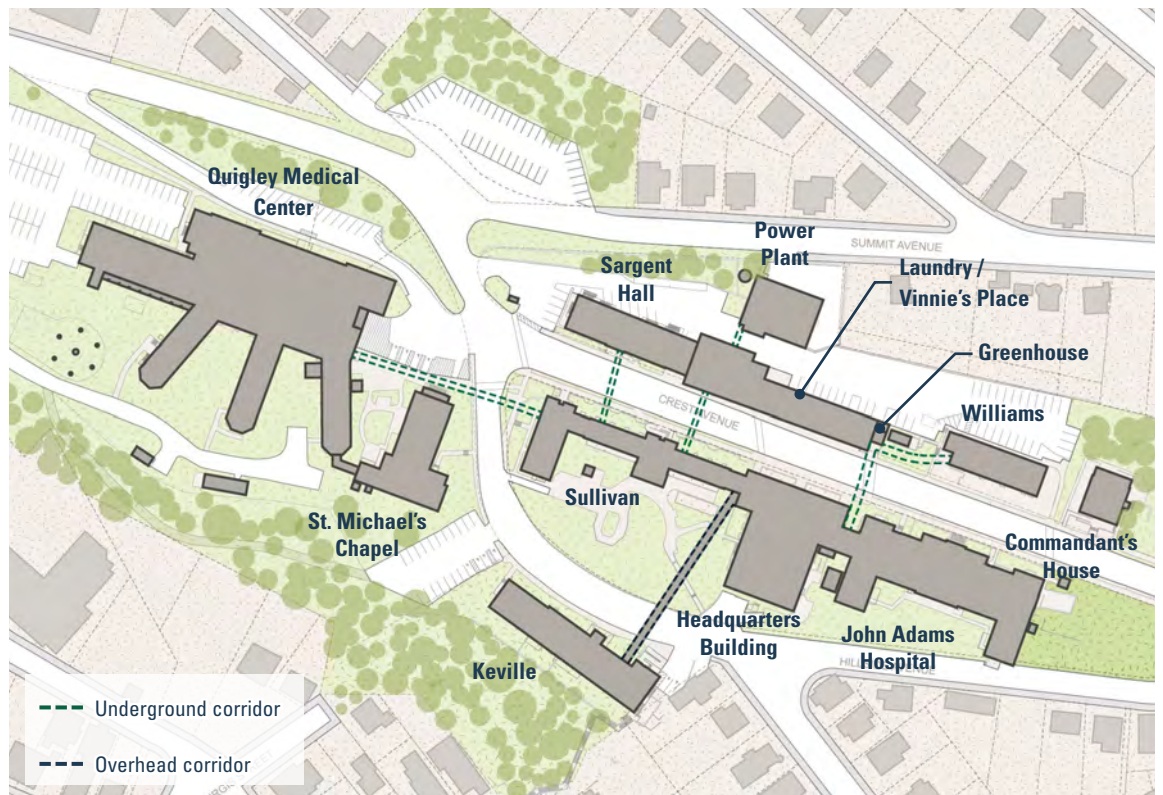 Quigley Medical
Center
Power
Plant
SUMMIT AVENUE
Sargent
Hall
Laundry /
Vinnie's Place
Greenhouse
CREST AVENUE
Williams
Sullivan
St. Michael's
Chapel
Commandant's
House
Headquarters
Building
John Adams
Hospital
Keville
AVENUE
Underground corridor
Overhead corridor